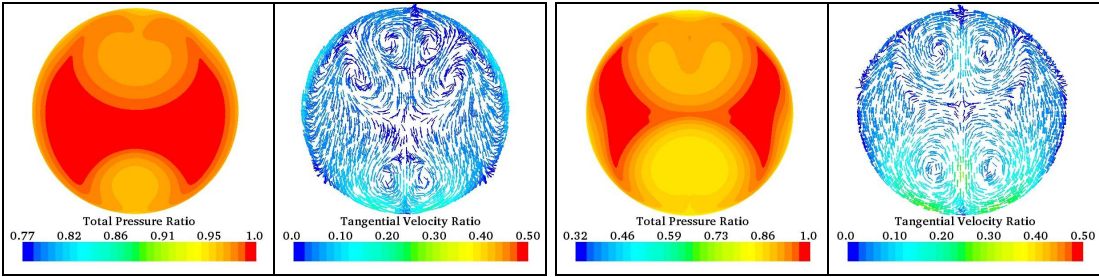 Total Pressure Ratio
0.77 0.82 0.88 0.91 0.95 1.0
Tangential Velocity Ratio
0.0 0.10 0.20 0.30 0.40 0.50
Total Pressure Ratio
0.32 0.46 0.59 0.73 0.86 1.0
Tangential Velocity Ratio
0.0 0.10 0.20 0.30 0.40 0.50